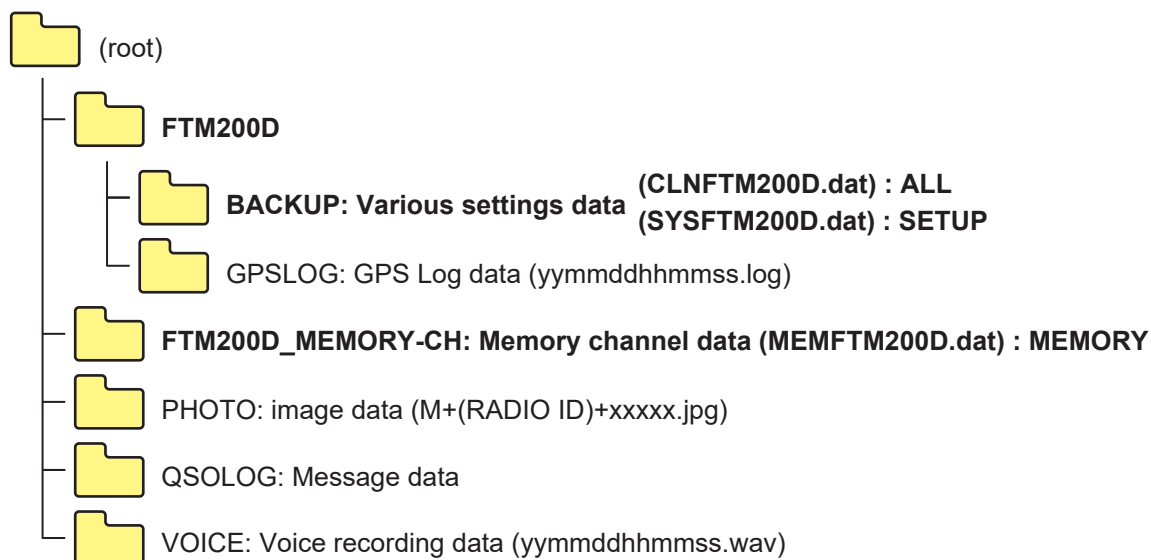 (root)
FTM200D
BACKUP: Various settings data (CLNFTM200D.dat) : ALL
(SYSFTM200D.dat) : SETUP
GPSLOG: GPS Log data (yymmddhhmmss.log)
FTM200D_MEMORY-CH: Memory channel data (MEMFTM200D.dat) : MEMORY
PHOTO: image data (M+(RADIO ID)+xxxxx.jpg)
QSOLOG: Message data
VOICE: Voice recording data (yymmddhhmmss.wav)